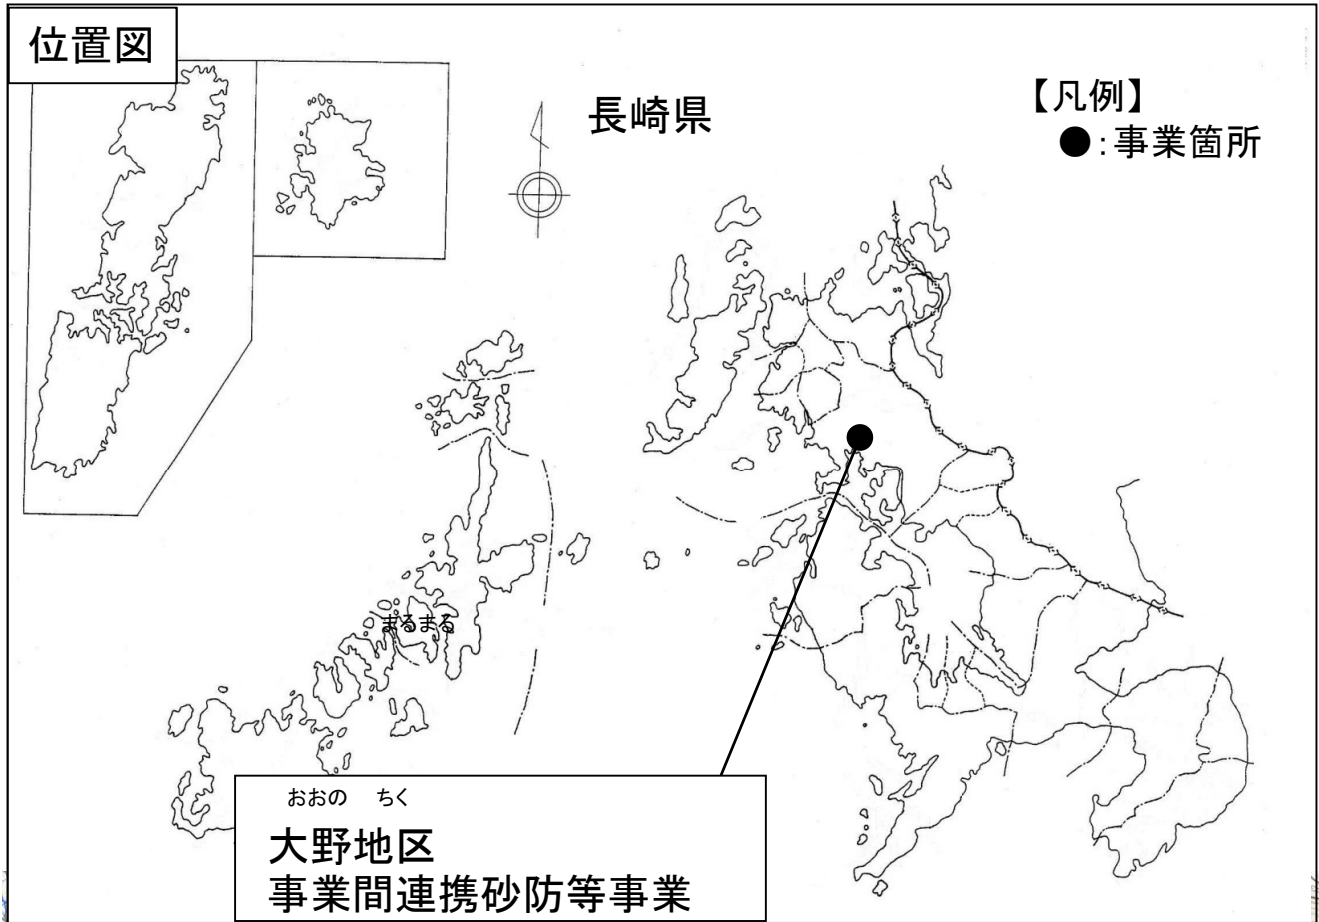 位置図
長崎県
【凡例】
●:事業箇所
まるまる
おおの ちく
大野地区
事業間連携砂防等事業